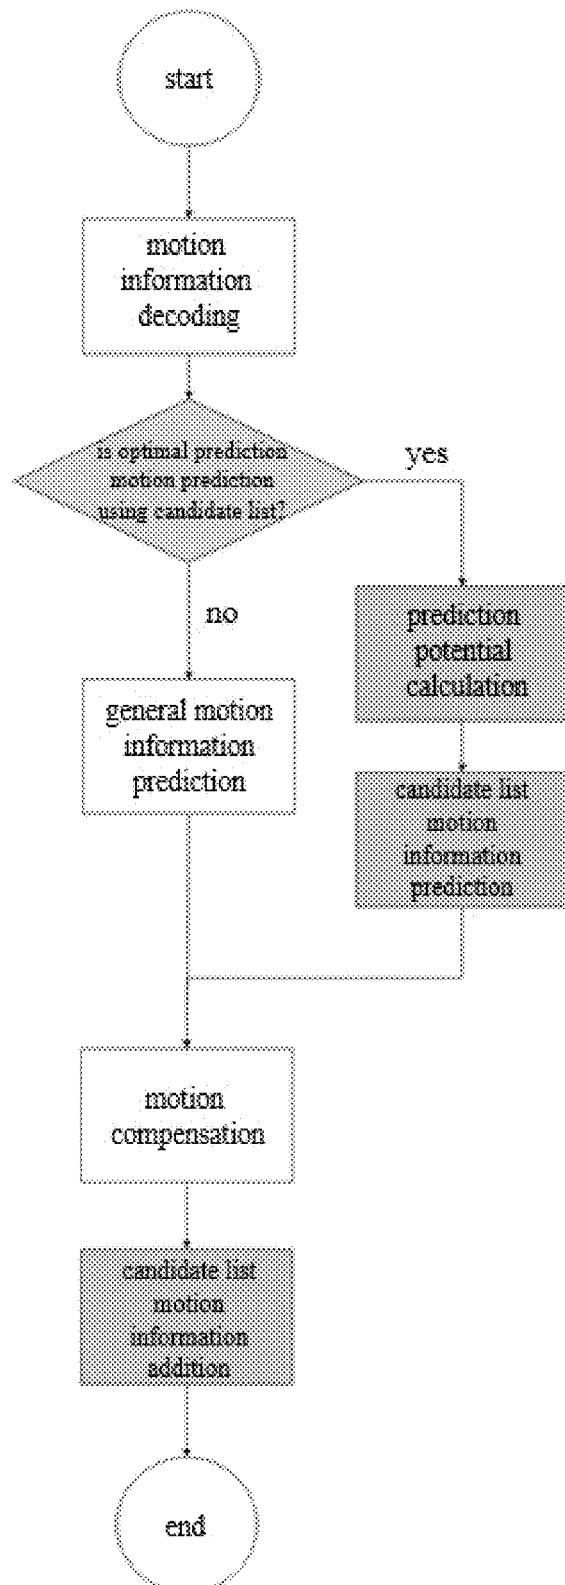 start
motion
information
decoding
is optimal prediction
motion prediction
using candidate list?
yes
no
prediction
potential
calculation
general motion
information
prediction
candidate list
motion
information
prediction
motion
compensation
candidate list
motion
information
addition
end